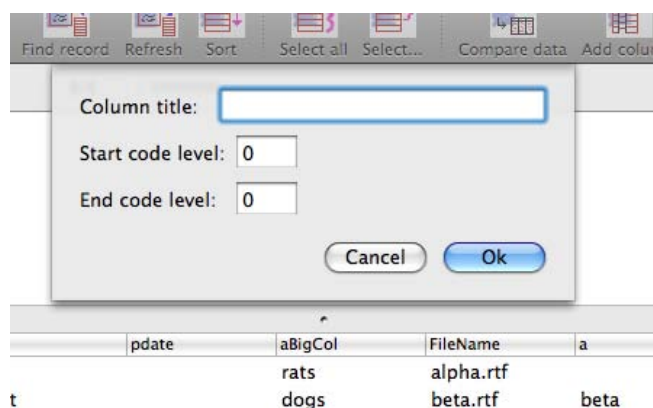 Find record Refresh Sort Select all Select... Compare data Add colu
Column title:
Start code level: 0
End code level: 0
Cancel Ok
pdate aBigCol FileName a
rats alpha.rtf
t dogs beta.rtf beta